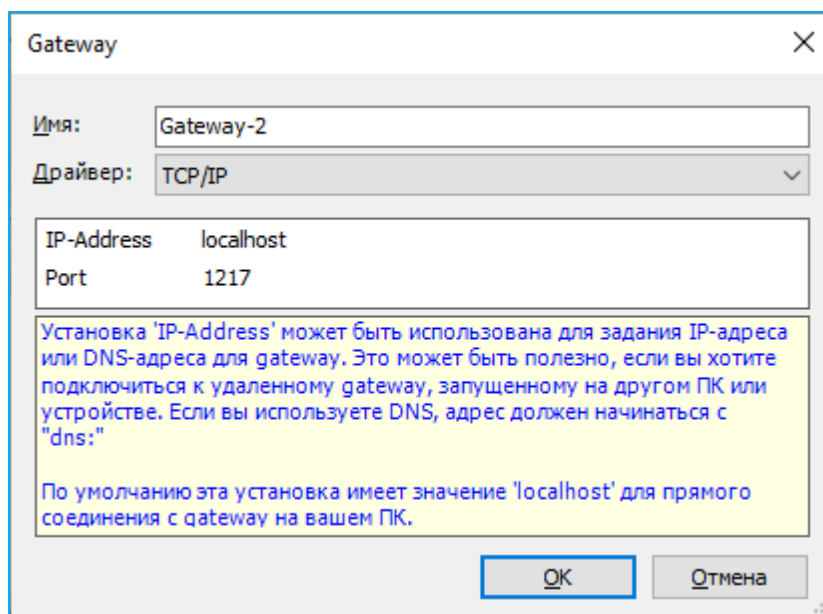 Gateway
Имя: Gateway-2
Драйвер: TCP/IP
IP-Address localhost
Port 1217
Установка 'IP-Address' может быть использована для задания IP-адреса
или DNS-адреса для gateway. Это может быть полезно, если вы хотите
подключиться к удаленному gateway, запущенному на другом ПК или
устройстве. Если вы используете DNS, адрес должен начинаться с
"dns:"
По умолчанию эта установка имеет значение 'localhost' для прямого
соединения с gateway на вашем ПК.
OK Отмена